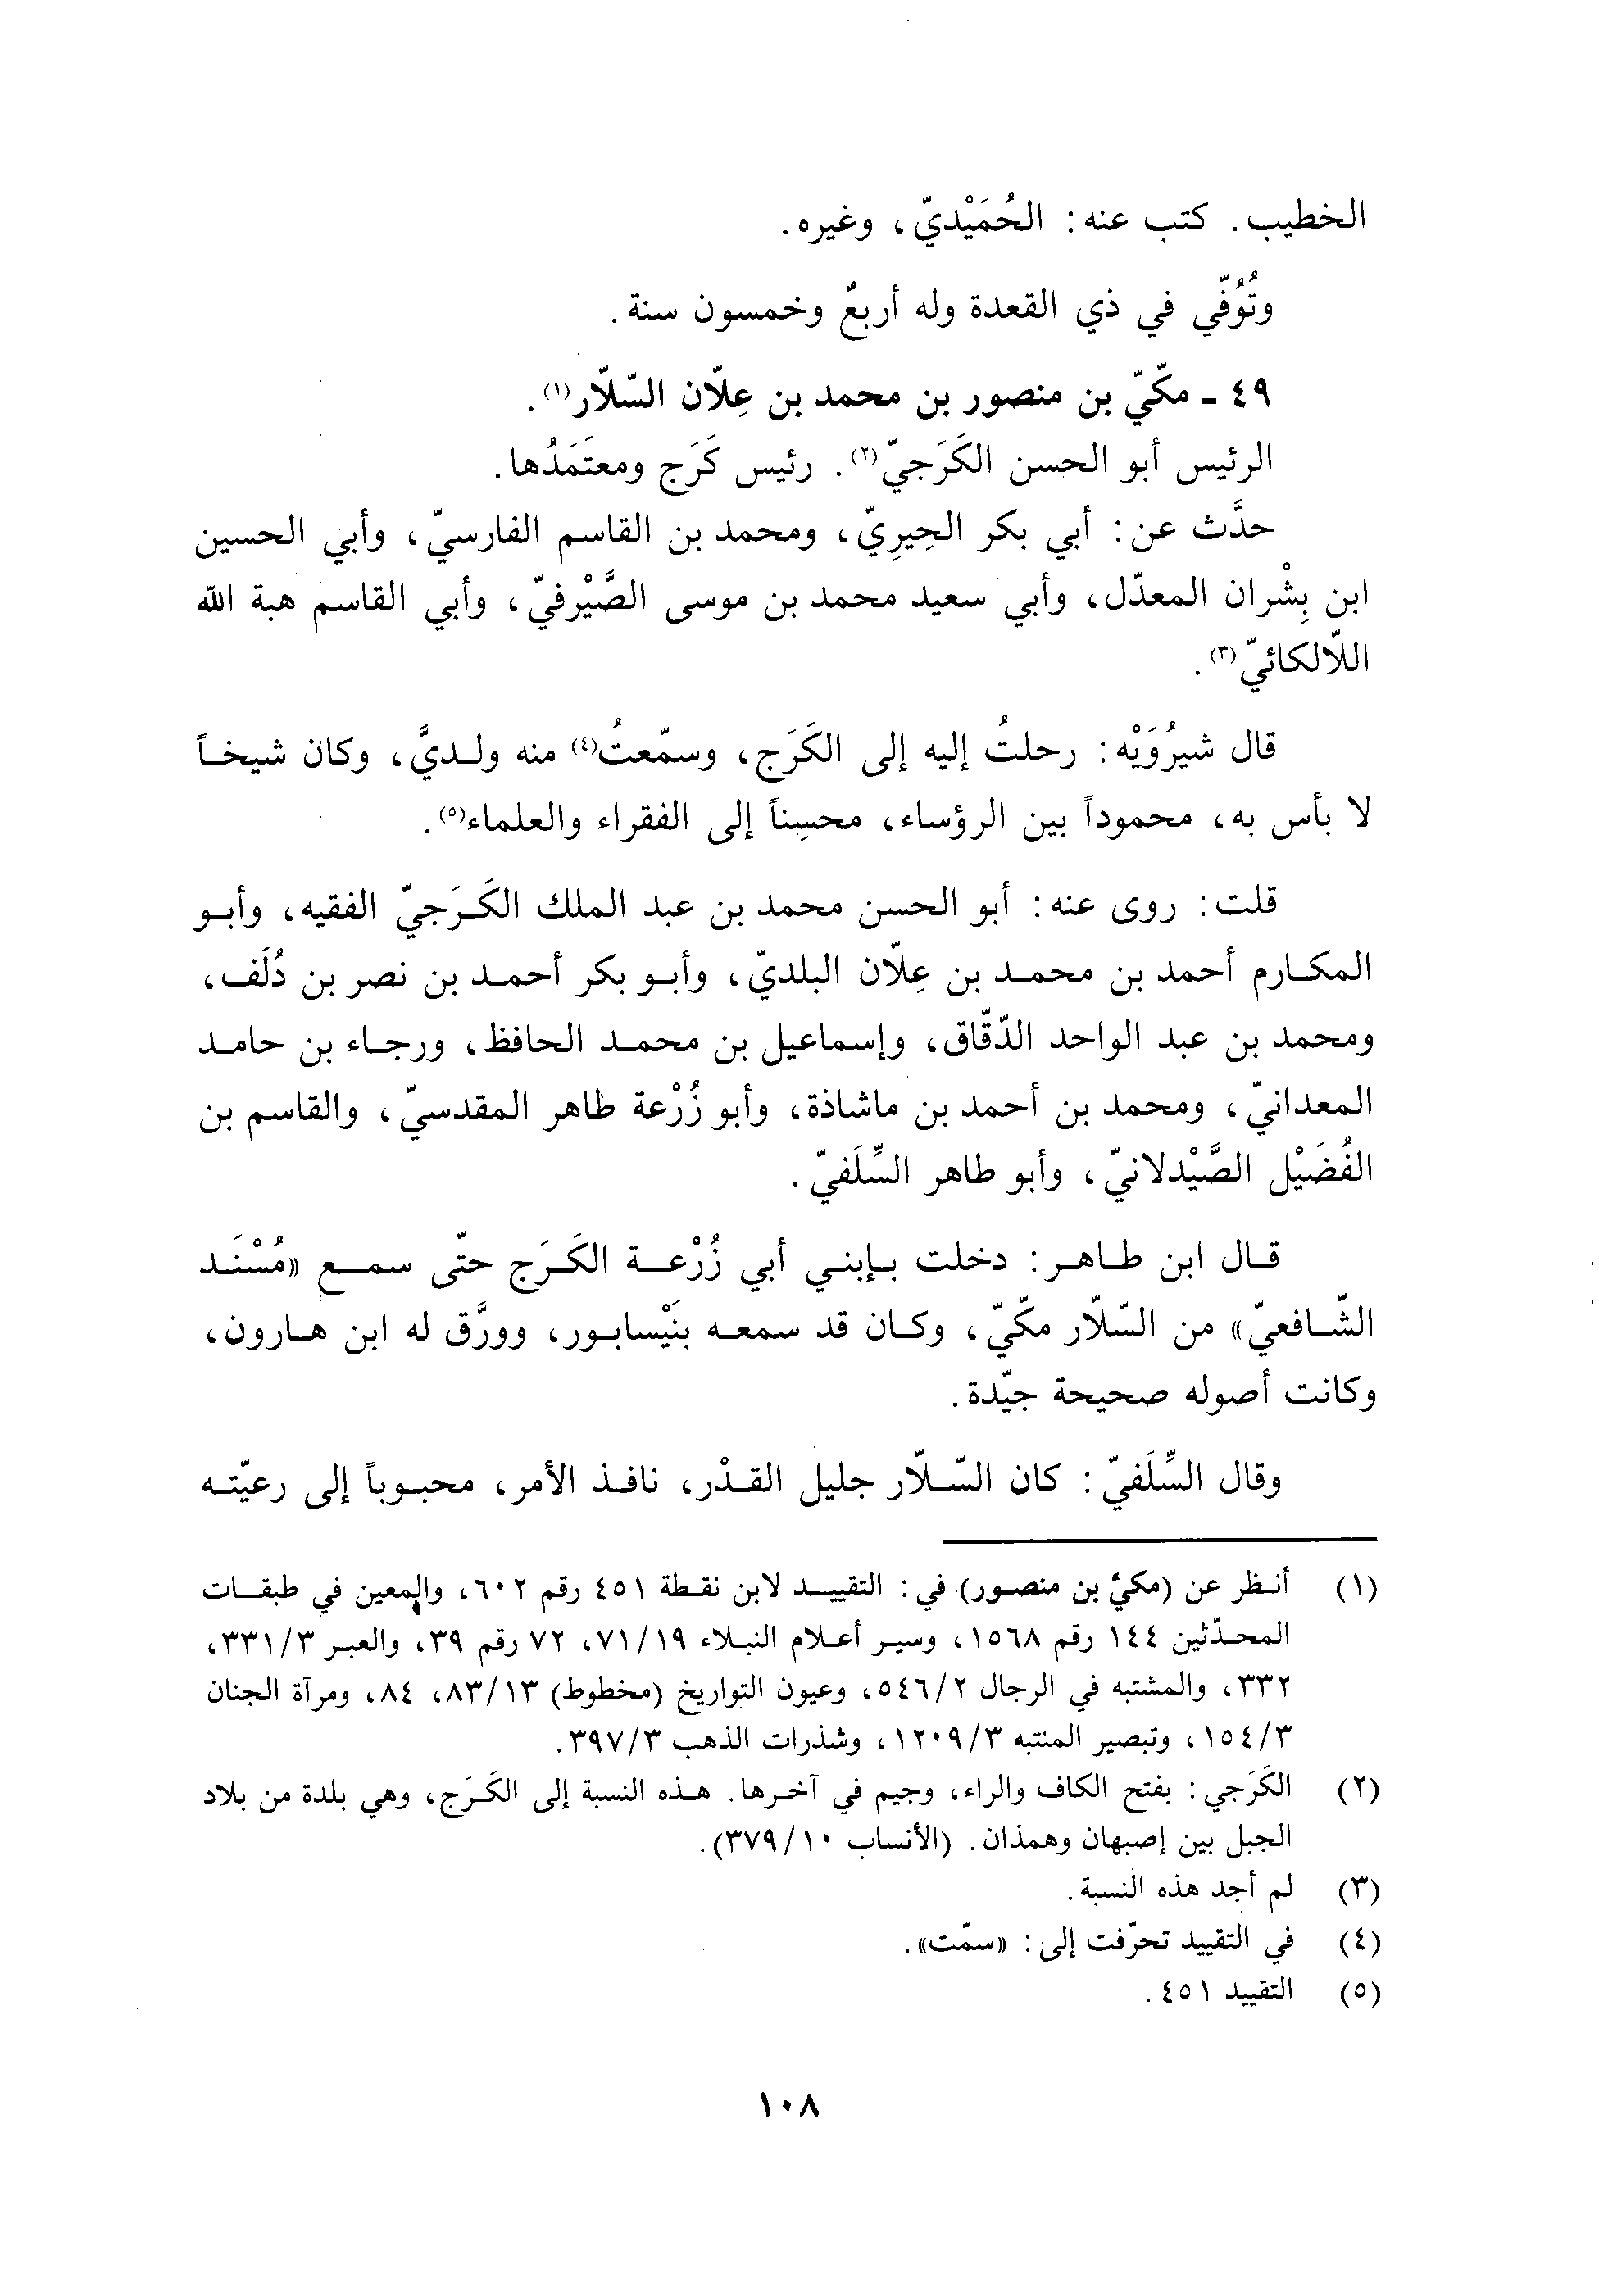 الخطيب. كتب عنه: الحُمَيْديّ، وغيره.
وتُوُفّي في ذي القعدة وله أربعٌ وخمسون سنة.
٤٩ ـ مكّيّ بن منصور بن محمد بن عِلّان السّلّار(١).
الرئيس أبو الحسن الكَرَجيّ(٢). رئيس كَرَج ومعتَمَدُها.
حدَّث عن: أبي بكر الحِيرِيّ، ومحمد بن القاسم الفارسيّ، وأبي الحسين
ابن بِشْران المعدّل، وأبي سعيد محمد بن موسى الصَّيْرفيّ، وأبي القاسم هبة الله
اللّالكائيّ(٣).
قال شيرُوَيْه: رحلتُ إليه إلى الكَرَج، وسمّعتُ(٤) منه ولديَّ، وكان شيخاً
لا بأس به، محموداً بين الرؤساء، محسِناً إلى الفقراء والعلماء(٥).
قلت: روى عنه: أبو الحسن محمد بن عبد الملك الكَرَجيّ الفقيه، وأبو
المكارم أحمد بن محمد بن عِلّان البلديّ، وأبو بكر أحمد بن نصر بن دُلَف،
ومحمد بن عبد الواحد الدّقّاق، وإسماعيل بن محمد الحافظ، ورجاء بن حامد
المعدانيّ، ومحمد بن أحمد بن ماشاذة، وأبو زُرْعة طاهر المقدسيّ، والقاسم بن
الفُضَيْل الصَّيْدلانيّ، وأبو طاهر السِّلَفيّ.
قال ابن طاهر: دخلت بإبني أبي زُرْعة الكَرَج حتّى سمع «مُسْنَد
الشّافعيّ» من السّلّار مكّيّ، وكان قد سمعه بنَيْسابور، وورَّق له ابن هارون،
وكانت أصوله صحيحة جيّدة.
وقال السِّلَفيّ: كان السّلّار جليل القدْر، نافذ الأمر، محبوباً إلى رعيّته
(١) أنظر عن (مكيّ بن منصور) في: التقييد لابن نقطة ٤٥١ رقم ٦٠٢، والمعين في طبقات
المحدّثين ١٤٤ رقم ١٥٦٨، وسير أعلام النبلاء ٧١/١٩، ٧٢ رقم ٣٩، والعبر ٣٣١/٣،
٣٣٢، والمشتبه في الرجال ٥٤٦/٢، وعيون التواريخ (مخطوط) ٨٣/١٣، ٨٤، ومرآة الجنان
١٥٤/٣، وتبصير المنتبه ١٢٠٩/٣، وشذرات الذهب ٣٩٧/٣.
(٢) الكَرَجي: بفتح الكاف والراء، وجيم في آخرها. هذه النسبة إلى الكَرَج، وهي بلدة من بلاد
الجبل بين إصبهان وهمذان. (الأنساب ٣٧٩/١٠).
(٣) لم أجد هذه النسبة.
(٤) في التقييد تحرّفت إلى: «سمّت».
(٥) التقييد ٤٥١.
١٠٨